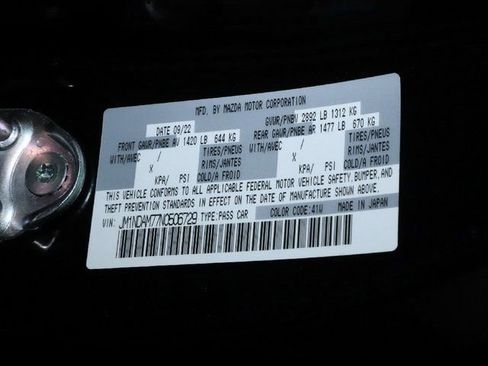 MFD. BY MAZDA MOTOR CORPORATION
DATE 09/22 GVWR/PNBV 2892 LB 1312 KG
FRONT GAWR/PNBE AV 1420 LB 644 KG REAR GAWR/PNBE AR 1477 LB 670 KG
WITH/AVEC / TIRES/PNEUS WITH/AVEC / TIRES/PNEUS
X RIMS/JANTES X RIMS/JANTES
KPA/ PSI COLD/A FROID KPA/ PSI COLD/A FROID
THIS VEHICLE CONFORMS TO ALL APPLICABLE FEDERAL MOTOR VEHICLE SAFETY, BUMPER, AND
THEFT PREVENTION STANDARDS IN EFFECT ON THE DATE OF MANUFACTURE SHOWN ABOVE.
VIN: JM1NDAM77N0506729 TYPE: PASS CAR COLOR CODE: 41W MADE IN JAPAN